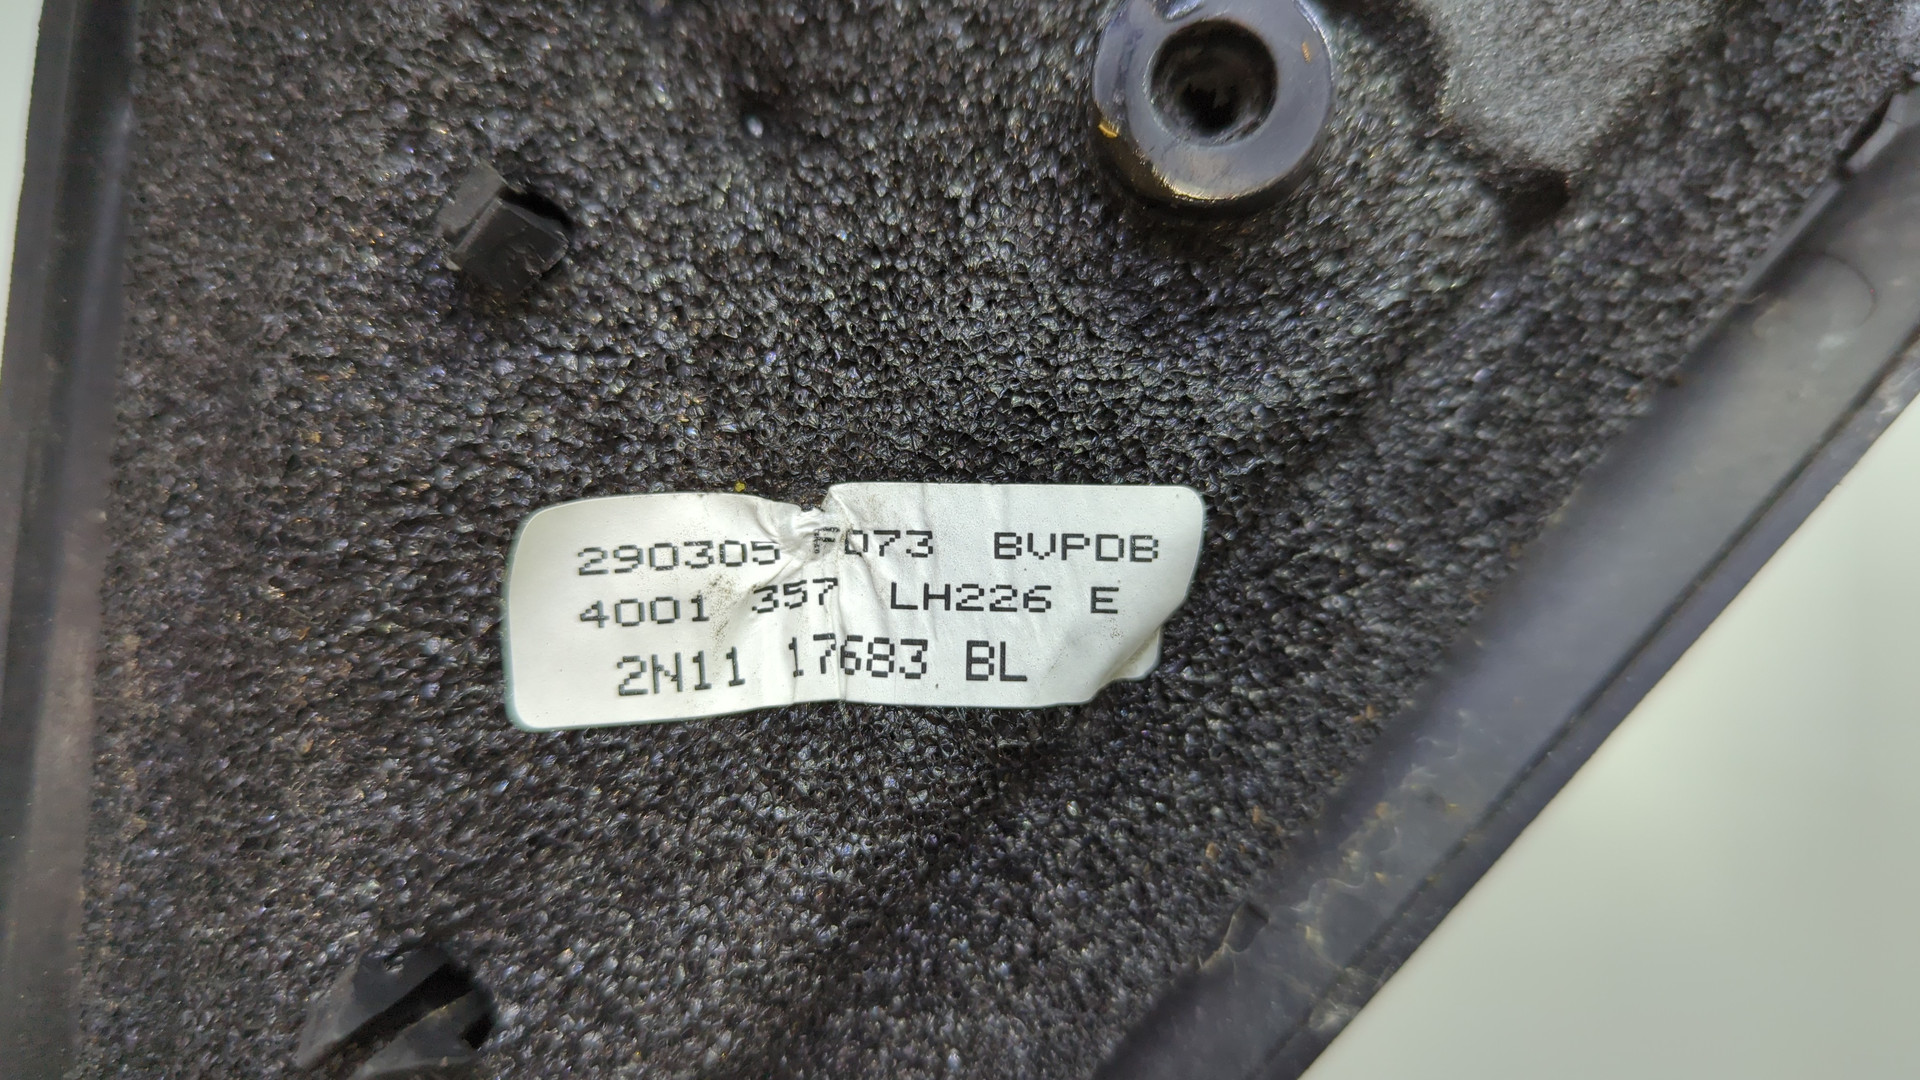 290305 F073 BVPDB
4001 357 LH226 E
2N11 17683 BL